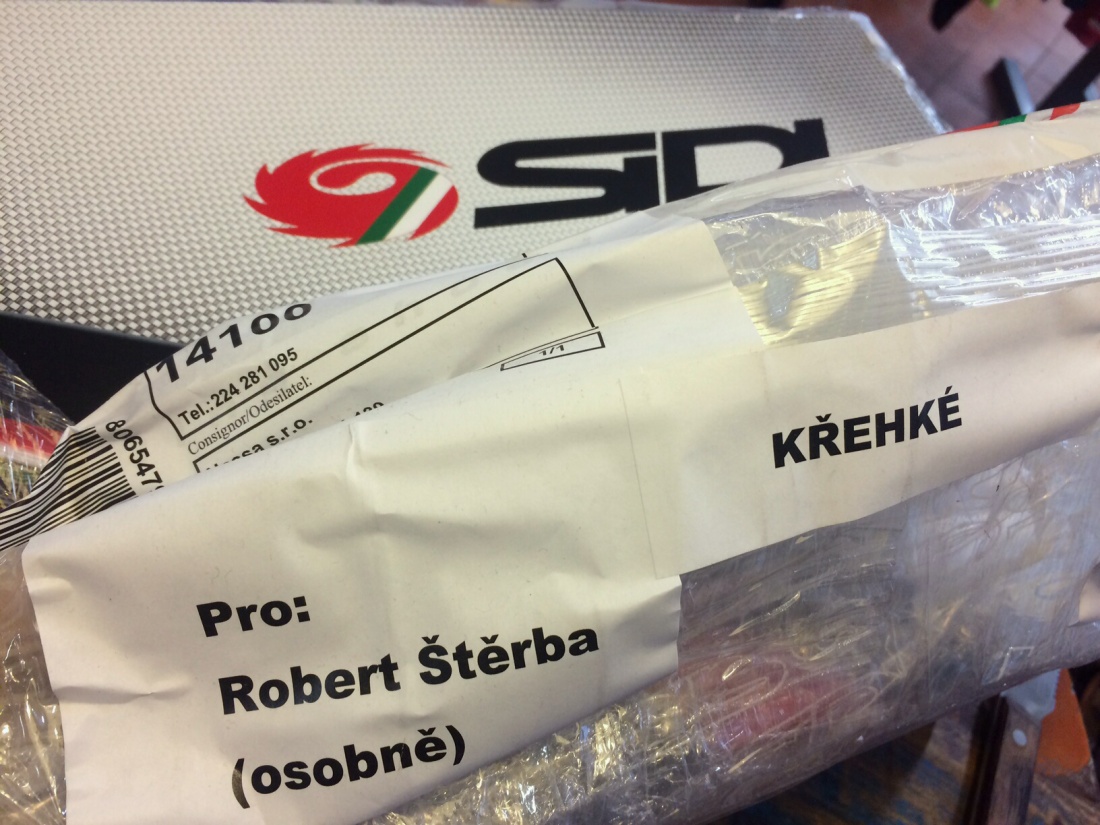 SiDI
14100
Tel.:224 281 095
Consignor/Odesilatel:
s.r.o.
1/1
KŘEHKÉ
Pro:
Robert Štěrba
(osobně)